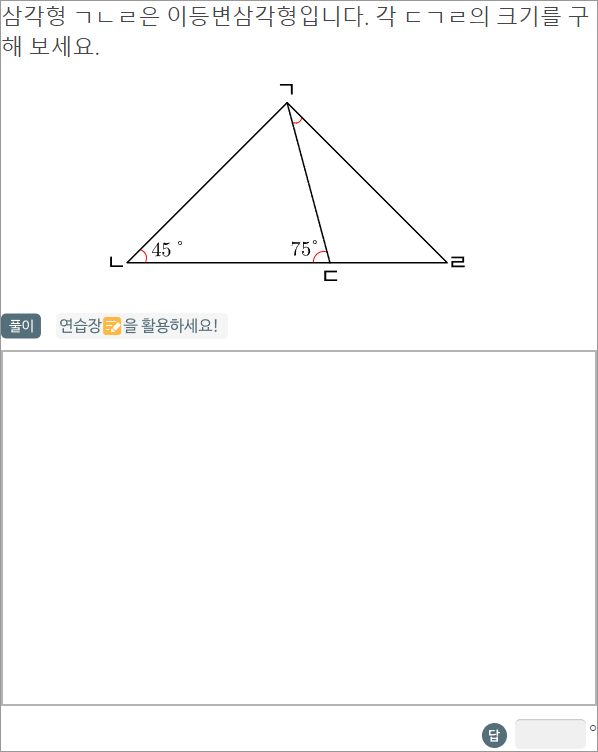 삼각형 ㄱㄴㄹ은 이등변삼각형입니다. 각 ㄷㄱㄹ의 크기를 구
해 보세요.
ㄱ
45°
75°
ㄴ
ㄹ
ㄷ
풀이 연습장을 활용하세요!
답 °